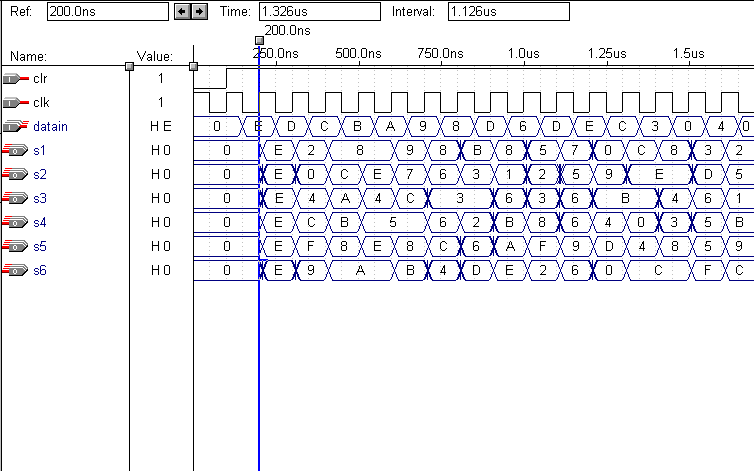 Ref: 200.0ns Time: 1.326us Interval: 1.126us
200.0ns
Name: Value: 250.0ns 500.0ns 750.0ns 1.0us 1.25us 1.5us
clr 1
clk 1
datain H E 0 E D C B A 9 8 D 6 D E C 3 0 4 0
s1 H 0 0 E 2 8 9 8 B 8 5 7 0 C 8 3 2
s2 H 0 0 E 0 C E 7 6 3 1 2 5 9 E D 5
s3 H 0 0 E 4 A 4 C 3 6 3 6 B 4 6 1
s4 H 0 0 E C B 5 6 2 B 8 6 4 0 3 5 B
s5 H 0 0 E F 8 E 8 C 6 A F 9 D 4 8 5 9
s6 H 0 0 E 9 A B 4 D E 2 6 0 C F C